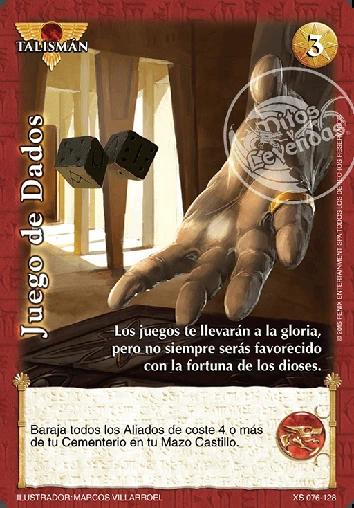 TALISMÁN
3
Mitos y
Leyendas
Juego de Dados
Los juegos te llevarán a la gloria,
pero no siempre serás favorecido
con la fortuna de los dioses.
Baraja todos los Aliados de coste 4 o más
de tu Cementerio en tu Mazo Castillo.
ILUSTRADOR: MARCOS VILLARROEL
XS 076-128